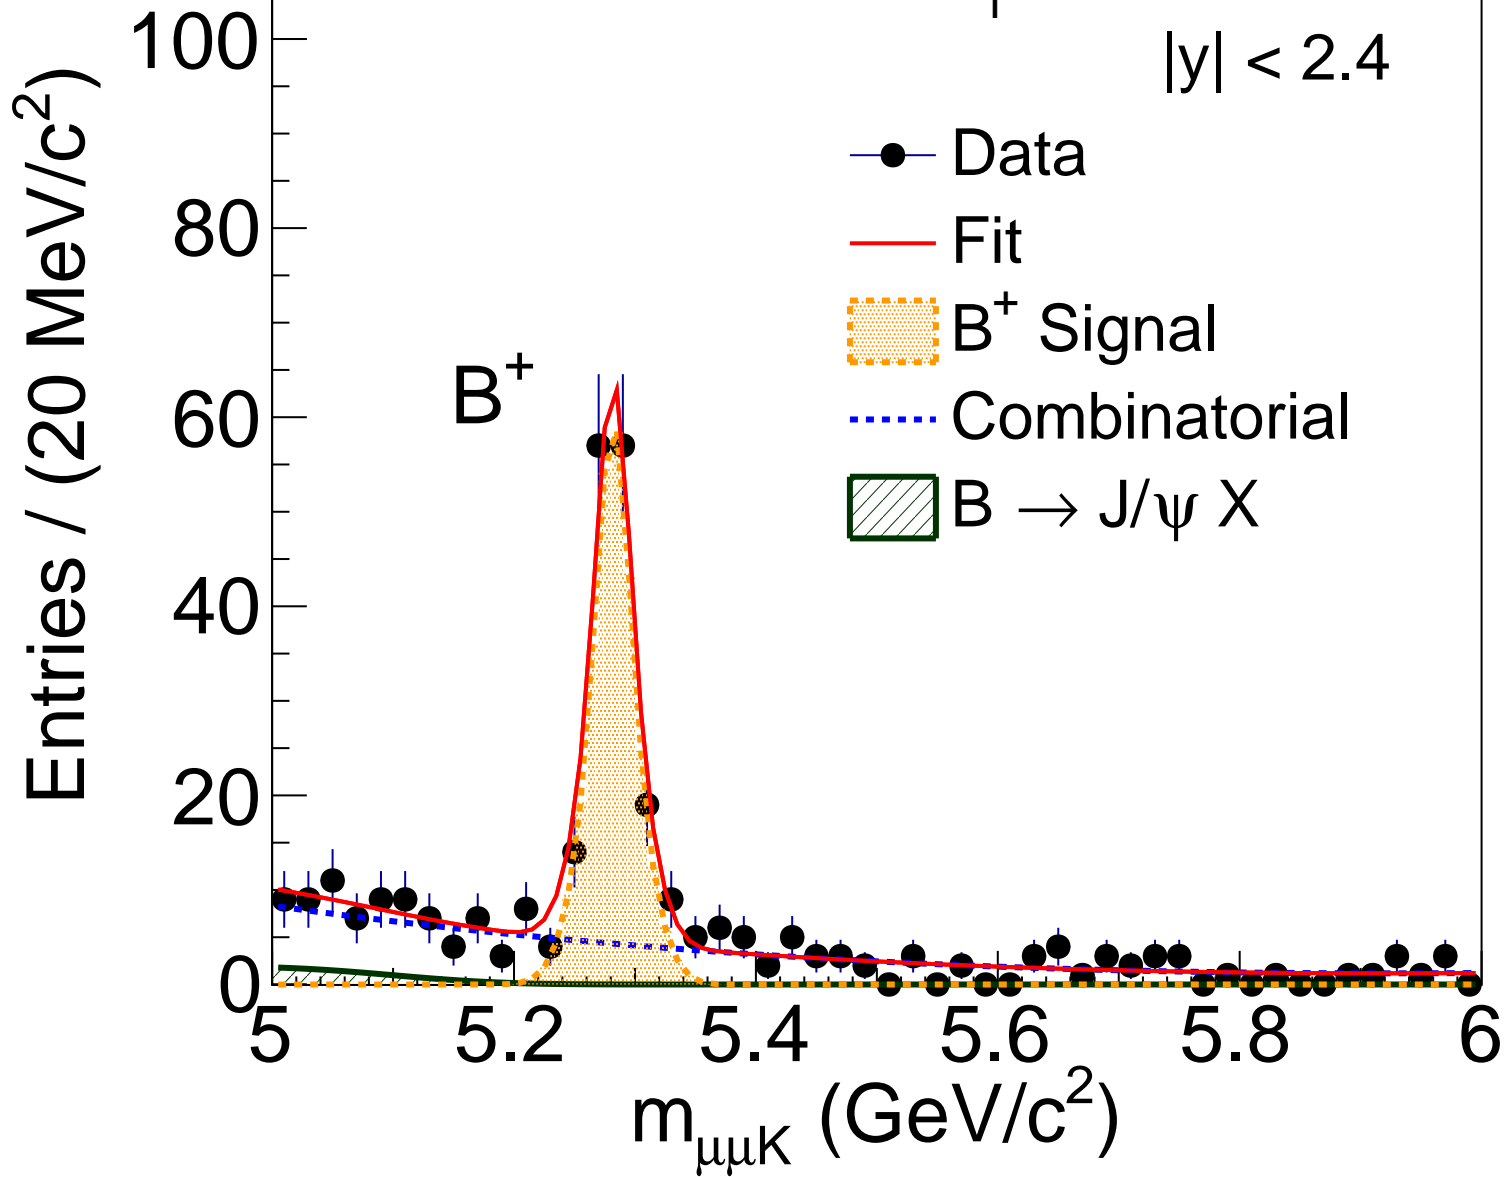 100
|y| < 2.4
Data
80
Fit
B⁺ Signal
B⁺
60
Combinatorial
B → J/ψ X
40
20
0
5 5.2 5.4 5.6 5.8 6
Entries / (20 MeV/c²)
m_μμK (GeV/c²)